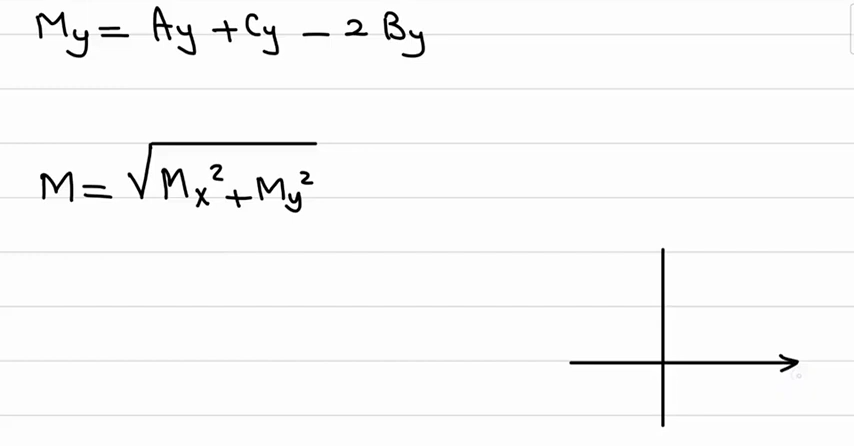 My = Ay + Cy - 2 By
M = √(Mx² + My²)